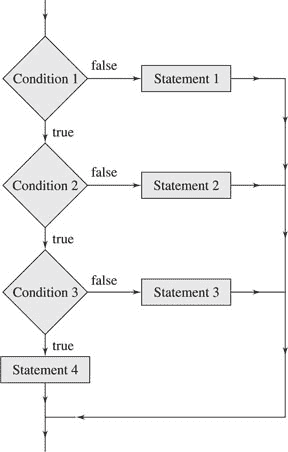 false
Condition 1
Statement 1
true
false
Condition 2
Statement 2
true
false
Condition 3
Statement 3
true
Statement 4